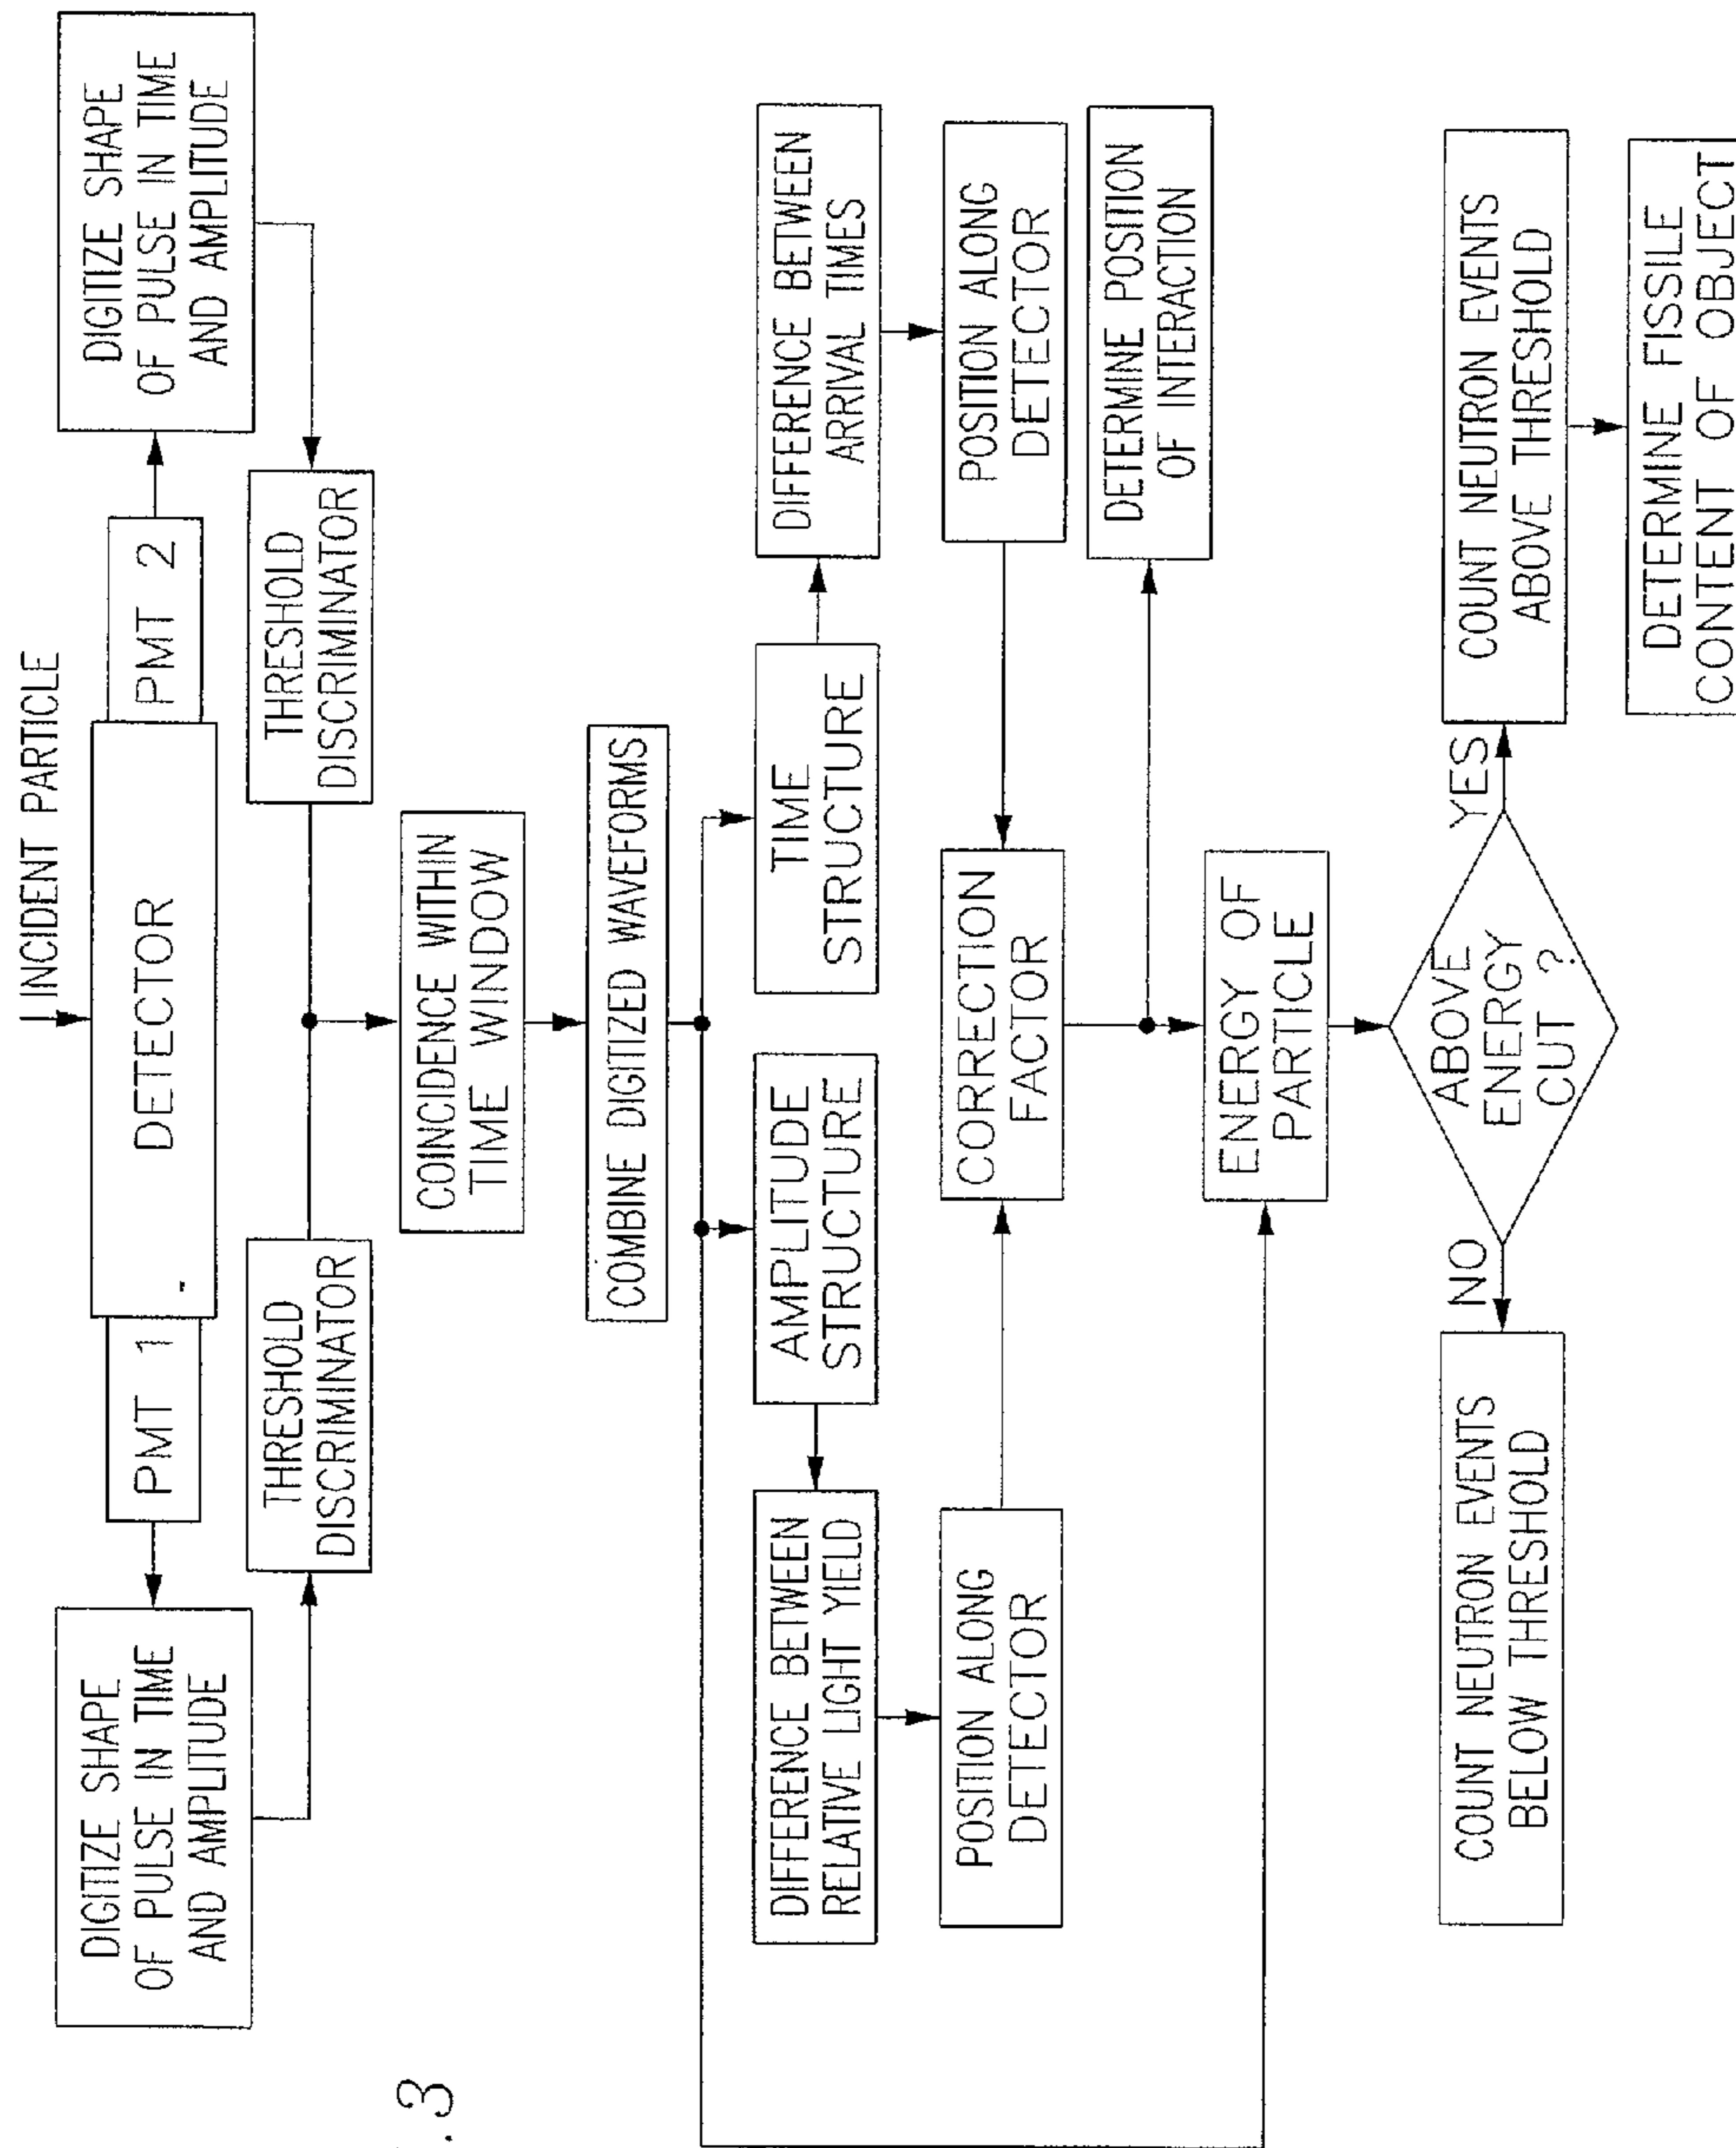 INCIDENT PARTICLE
PMT 1
DETECTOR
PMT 2
DIGITIZE SHAPE
OF PULSE IN TIME
AND AMPLITUDE
DIGITIZE SHAPE
OF PULSE IN TIME
AND AMPLITUDE
THRESHOLD
DISCRIMINATOR
THRESHOLD
DISCRIMINATOR
COINCIDENCE WITHIN
TIME WINDOW
COMBINE DIGITIZED WAVEFORMS
AMPLITUDE
STRUCTURE
TIME
STRUCTURE
DIFFERENCE BETWEEN
RELATIVE LIGHT YIELD
DIFFERENCE BETWEEN
ARRIVAL TIMES
POSITION ALONG
DETECTOR
CORRECTION
FACTOR
POSITION ALONG
DETECTOR
DETERMINE POSITION
OF INTERACTION
ENERGY OF
PARTICLE
ABOVE
ENERGY
CUT ?
NO
YES
COUNT NEUTRON EVENTS
BELOW THRESHOLD
COUNT NEUTRON EVENTS
ABOVE THRESHOLD
DETERMINE FISSILE
CONTENT OF OBJECT
.3